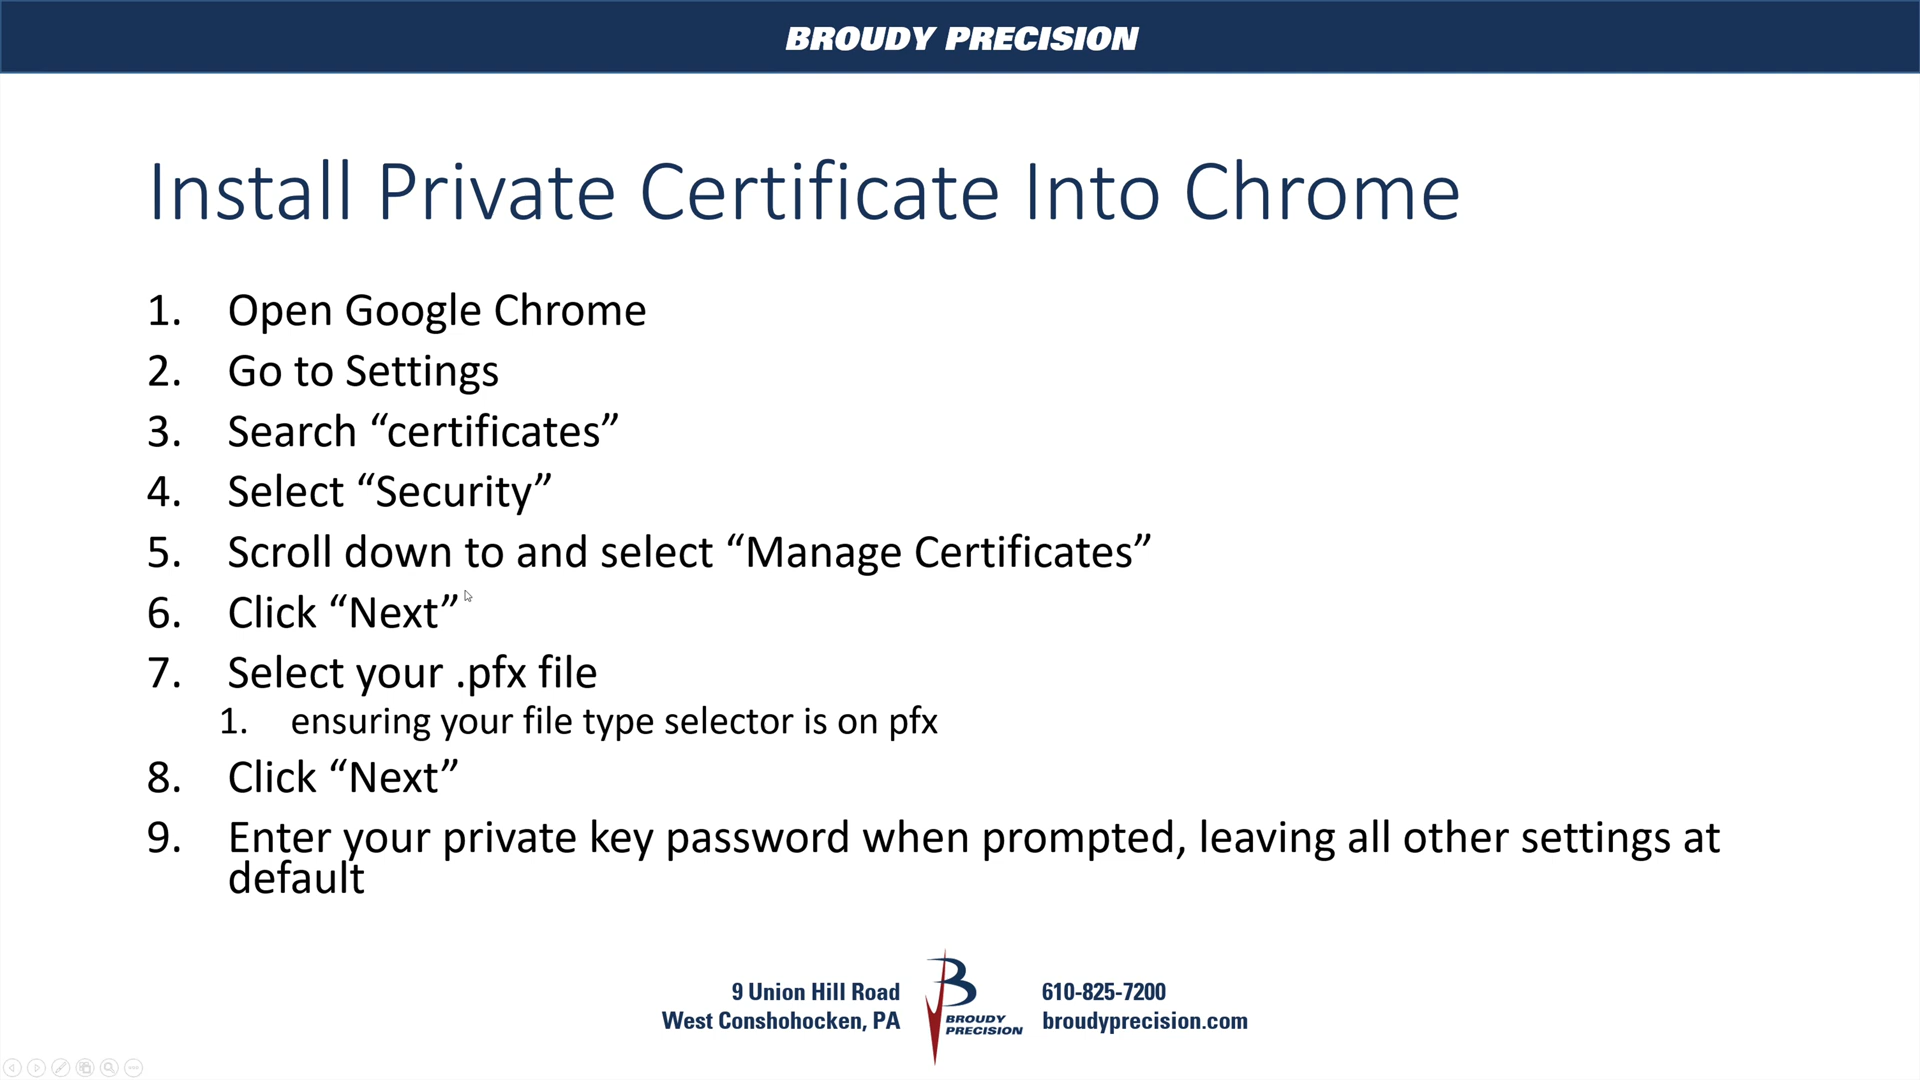 BROUDY PRECISION
Install Private Certificate Into Chrome
1. Open Google Chrome
2. Go to Settings
3. Search “certificates”
4. Select “Security”
5. Scroll down to and select “Manage Certificates”
6. Click “Next”
7. Select your .pfx file
1. ensuring your file type selector is on pfx
8. Click “Next”
9. Enter your private key password when prompted, leaving all other settings at
default
9 Union Hill Road
West Conshohocken, PA
B
BROUDY
PRECISION
610-825-7200
broudyprecision.com